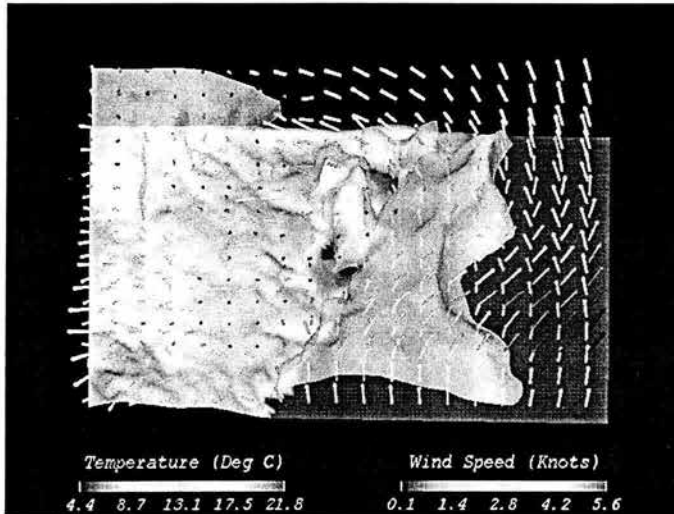 Temperature (Deg C)
4.4 8.7 13.1 17.5 21.8
Wind Speed (Knots)
0.1 1.4 2.8 4.2 5.6